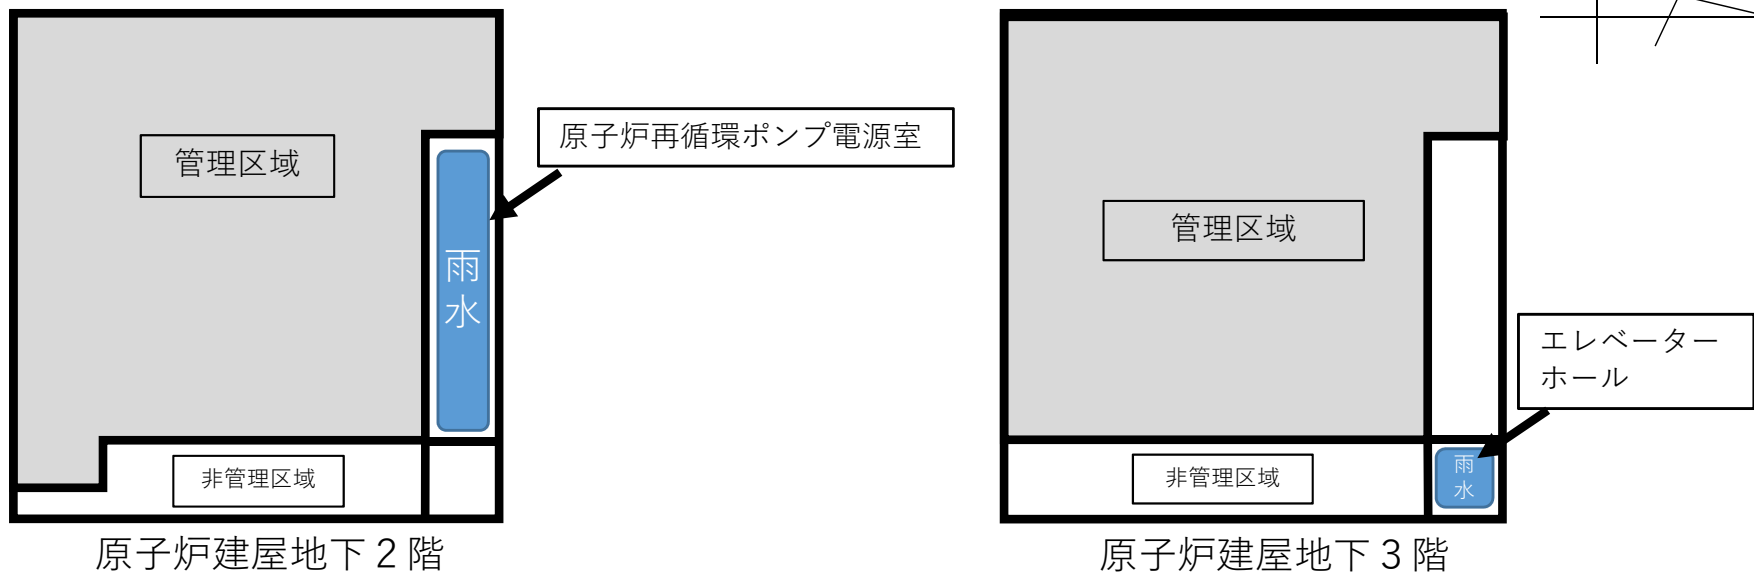 管理区域
原子炉再循環ポンプ電源室
雨
水
非管理区域
原子炉建屋地下２階
管理区域
エレベーター
ホール
非管理区域
雨
水
原子炉建屋地下３階